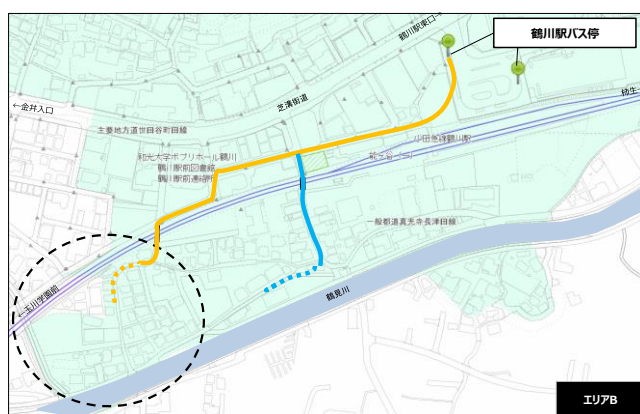 鶴川駅東口→
鶴川駅バス停
芝溝街道
柿生
←金井入口
主要地方道世田谷町田線
小田急線鶴川駅
和光大学ポプリホール鶴川
鶴川駅前図書館
鶴川駅前連絡所
一般都道真光寺長津田線
鶴見川
←玉川学園前
エリアB